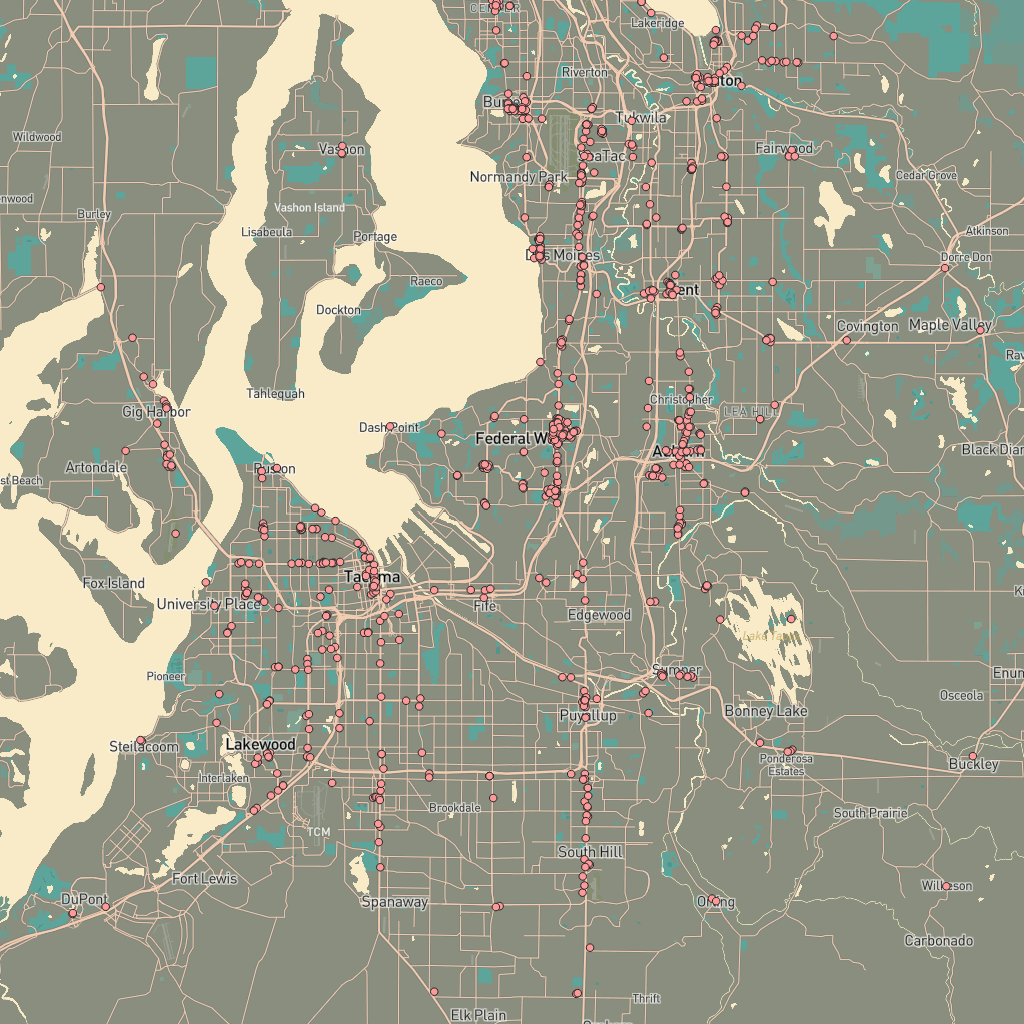 Lakeridge
Riverton
Tukwila
Wildwood
Vashon
Fairwood
Normandy Park
Cedar Grove
Burley
Vashon Island
Lisabeula
Portage
Atkinson
Des Moines
Dorre Don
Raeco
Kent
Dockton
Covington
Maple Valley
Tahlequah
Christopher
Gig Harbor
LEA HILL
Dash Point
Federal W
Black Diam
Auburn
Artondale
Ruston
st Beach
Tacoma
Fox Island
University Place
Fife
Edgewood
Lake Tapps
Pioneer
Sumner
Enum
Osceola
Puyallup
Bonney Lake
Steilacoom
Lakewood
Ponderosa
Estates
Buckley
Interlaken
Brookdale
South Prairie
TCM
South Hill
Fort Lewis
Wilkeson
DuPont
Spanaway
Orting
Carbonado
Thrift
Elk Plain